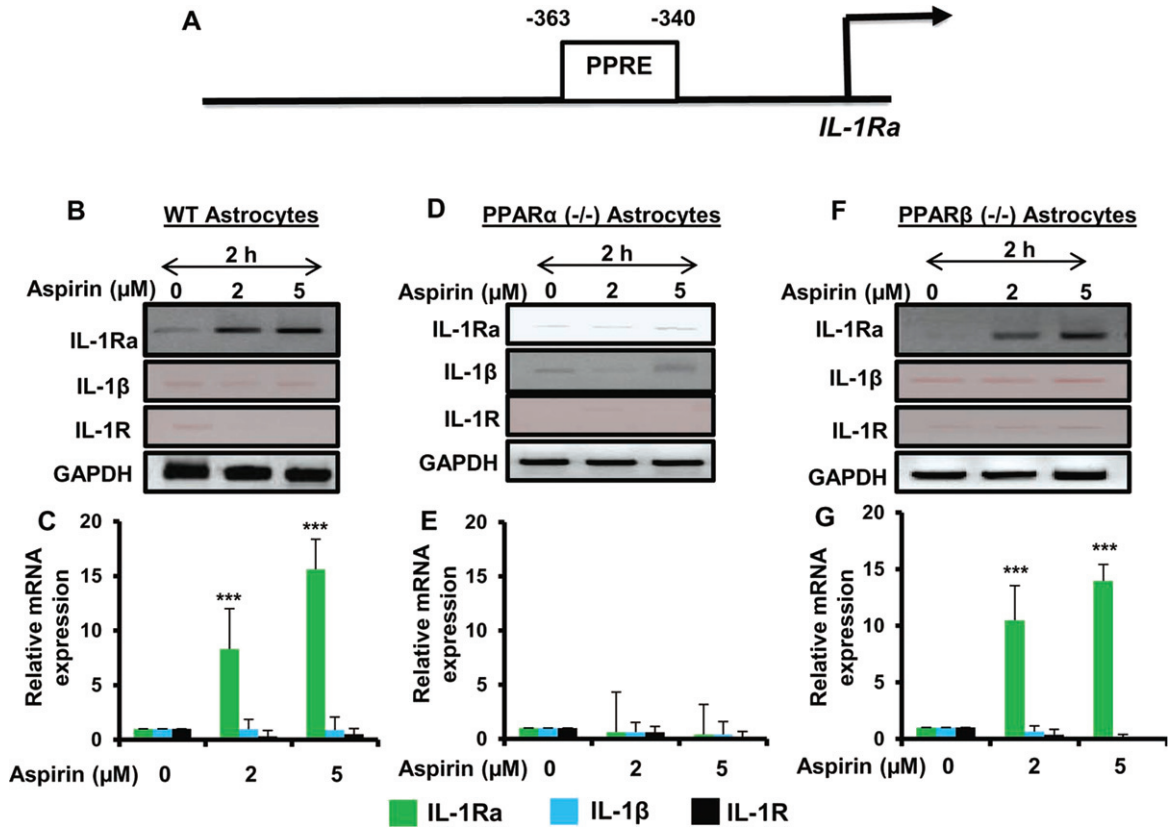 A
-363 -340
PPRE
IL-1Ra
B
WT Astrocytes
2 h
Aspirin (µM) 0 2 5
IL-1Ra
IL-1β
IL-1R
GAPDH
D
PPARα (-/-) Astrocytes
2 h
Aspirin (µM) 0 2 5
IL-1Ra
IL-1β
IL-1R
GAPDH
F
PPARβ (-/-) Astrocytes
2 h
Aspirin (µM) 0 2 5
IL-1Ra
IL-1β
IL-1R
GAPDH
C
Relative mRNA
expression
20
15
10
5
0
***
***
Aspirin (µM) 0 2 5
E
Relative mRNA
expression
20
15
10
5
0
Aspirin (µM) 0 2 5
G
Relative mRNA
expression
20
15
10
5
0
***
***
Aspirin (µM) 0 2 5
IL-1Ra IL-1β IL-1R